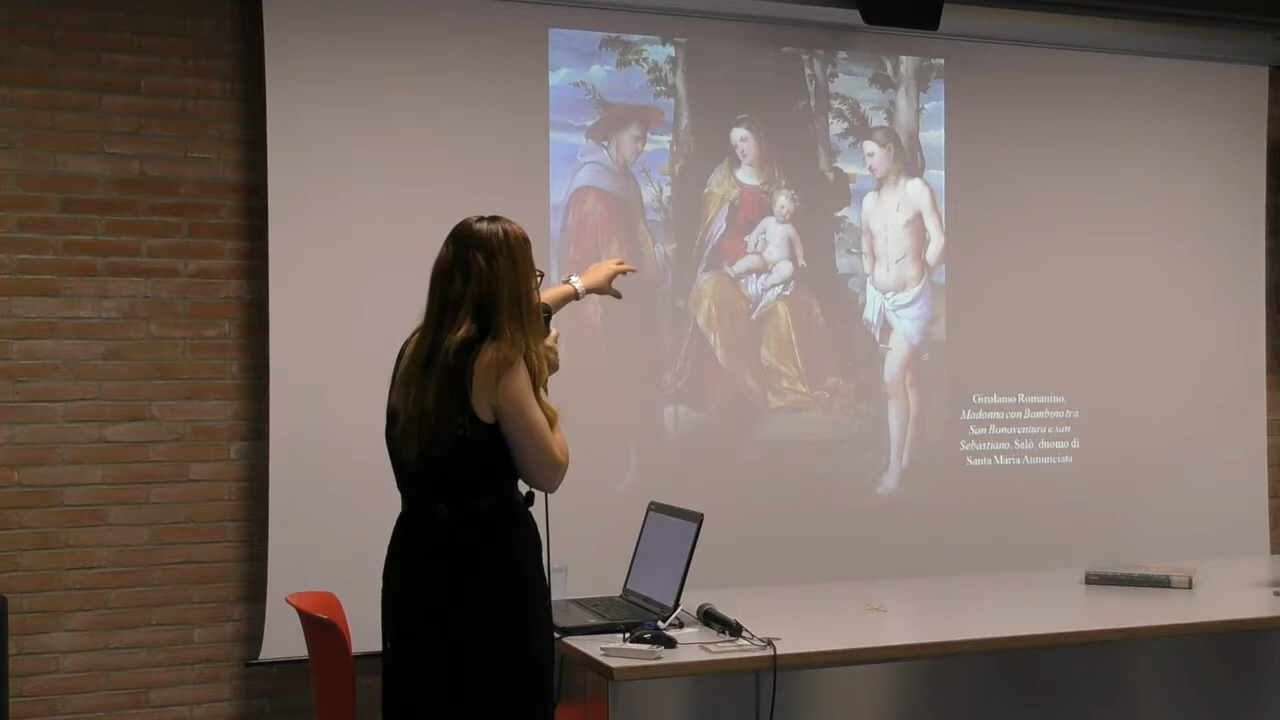 Girolamo Romanino,
Madonna con Bambino tra
San Bonaventura e san
Sebastiano, Salò, duomo di
Santa Maria Annunciata